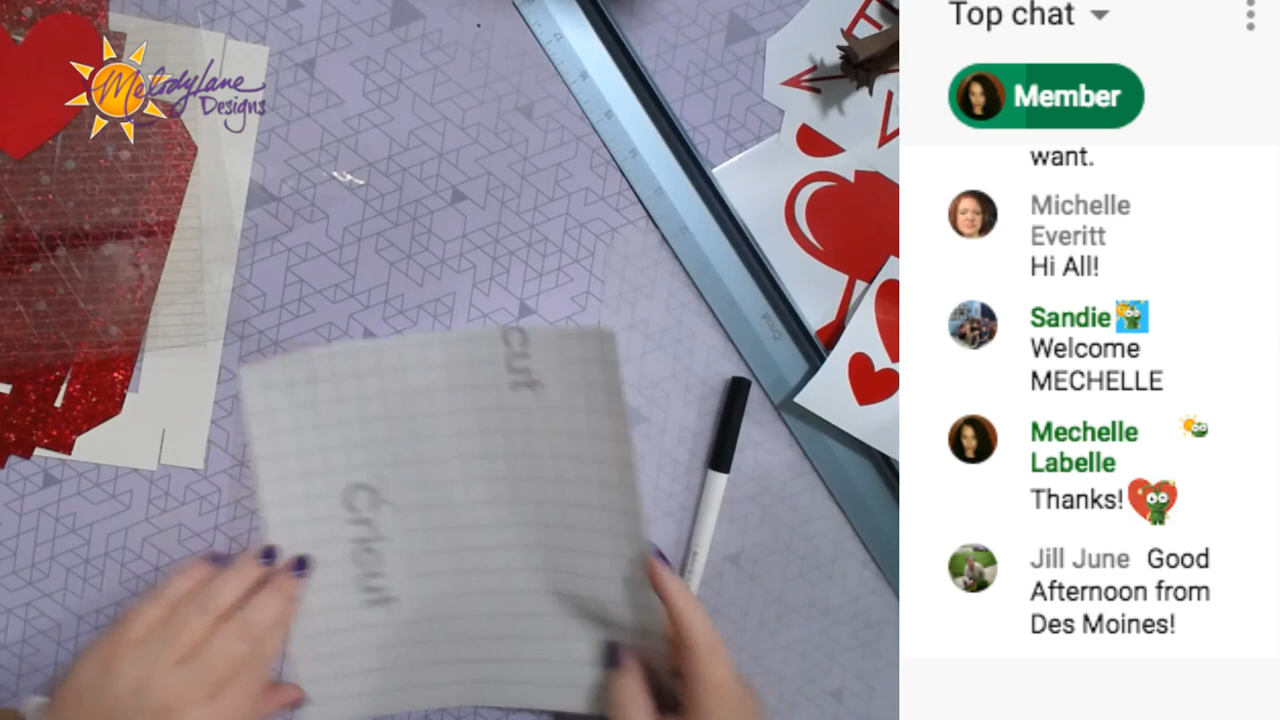 MelodyLane
Designs
cut
Cricut
Cricut
Top chat
Member
want.
Michelle
Everitt
Hi All!
Sandie
Welcome
MECHELLE
Mechelle
Labelle
Thanks!
Jill June Good
Afternoon from
Des Moines!